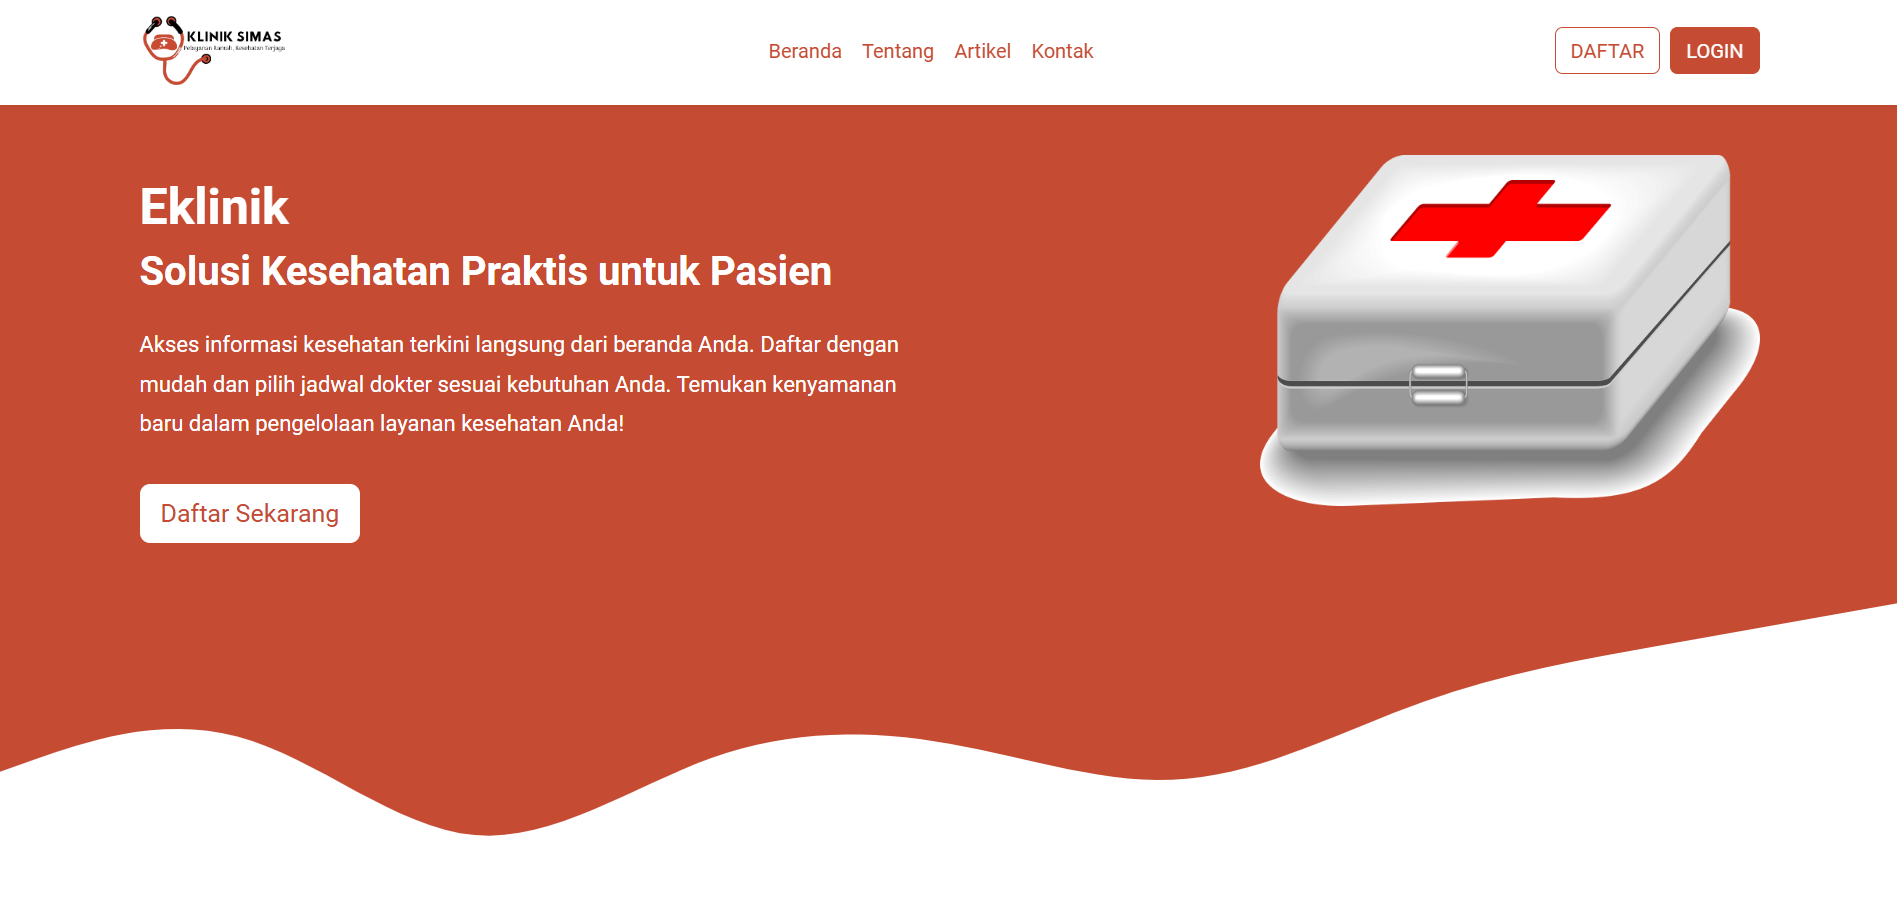 KLINIK SIMAS
Pelayanan Ramah, Kesehatan Terjaga
Beranda Tentang Artikel Kontak
DAFTAR LOGIN
Eklinik
Solusi Kesehatan Praktis untuk Pasien
Akses informasi kesehatan terkini langsung dari beranda Anda. Daftar dengan
mudah dan pilih jadwal dokter sesuai kebutuhan Anda. Temukan kenyamanan
baru dalam pengelolaan layanan kesehatan Anda!
Daftar Sekarang